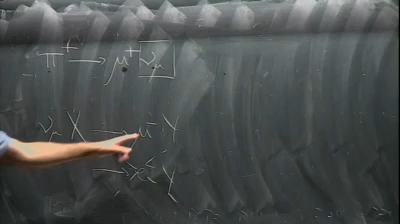 π⁺ → μ⁺ ν_μ
ν_μ X → μ⁻ Y
→ Y